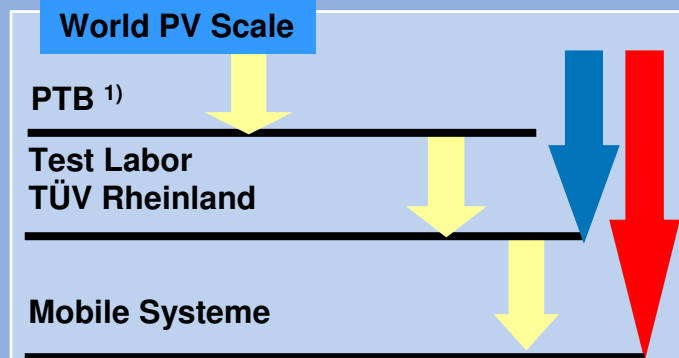 World PV Scale
PTB 1)
Test Labor
TÜV Rheinland
Mobile Systeme